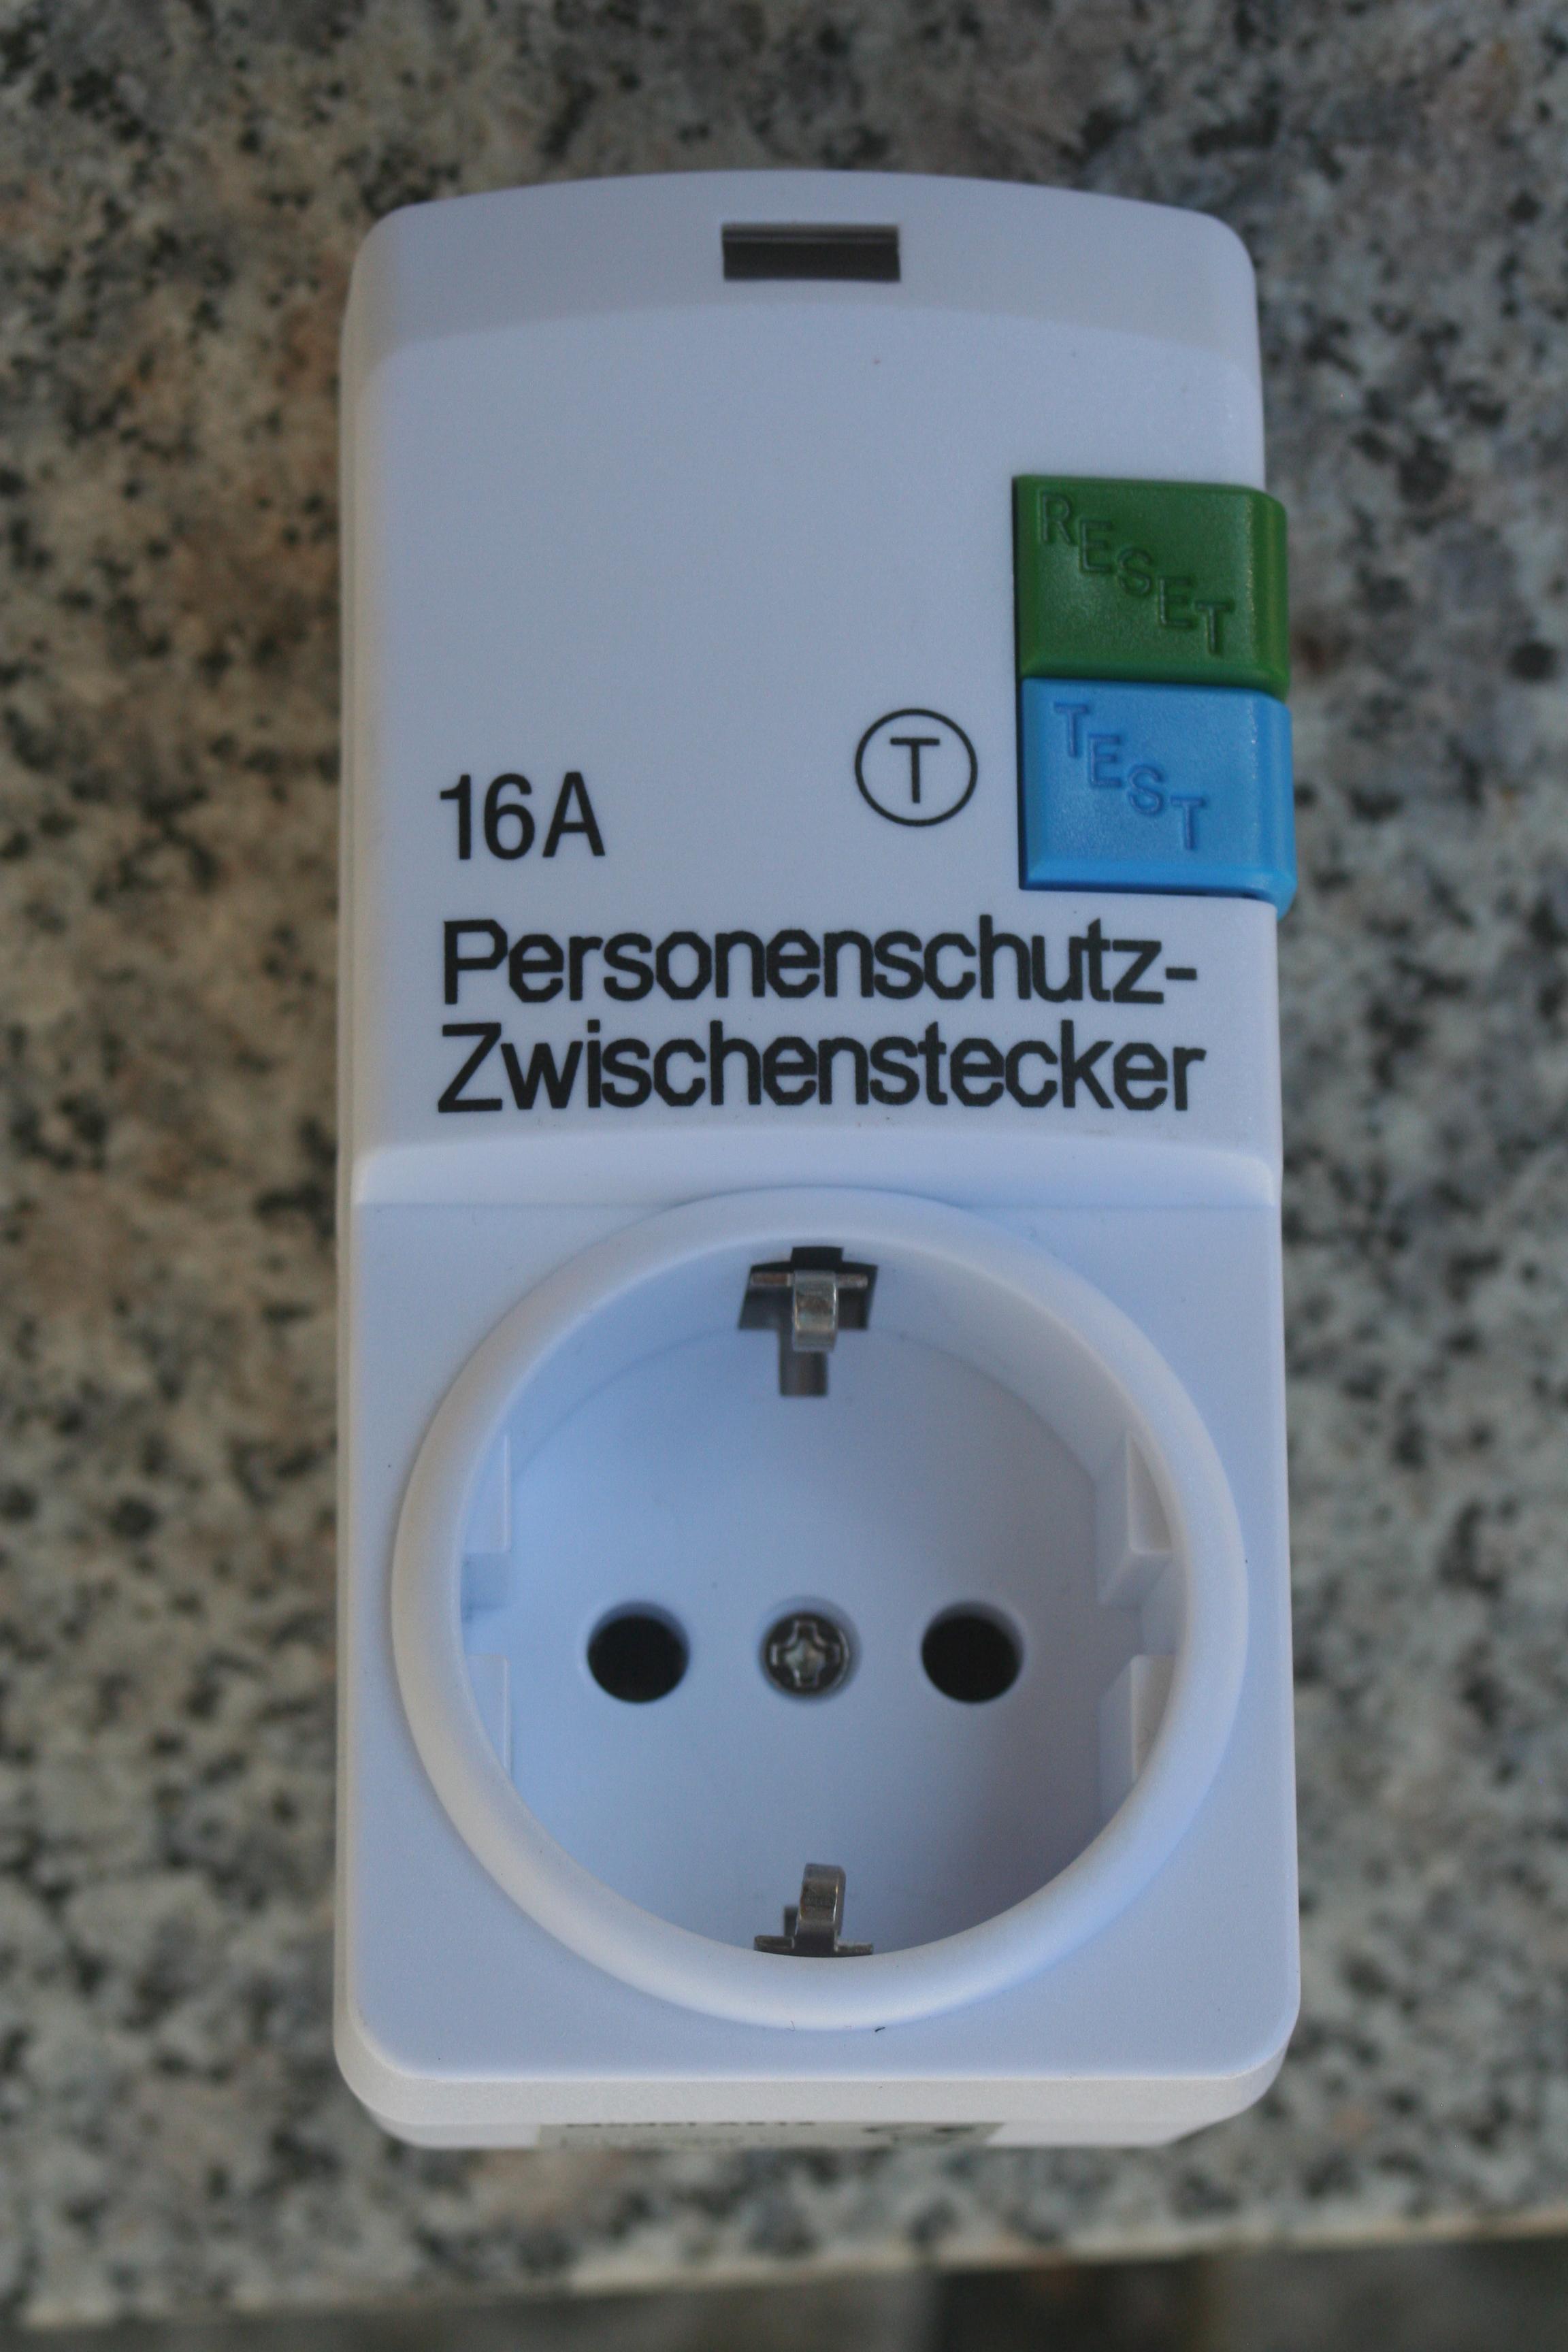 RESET
TEST
T
16A
Personenschutz-
Zwischenstecker